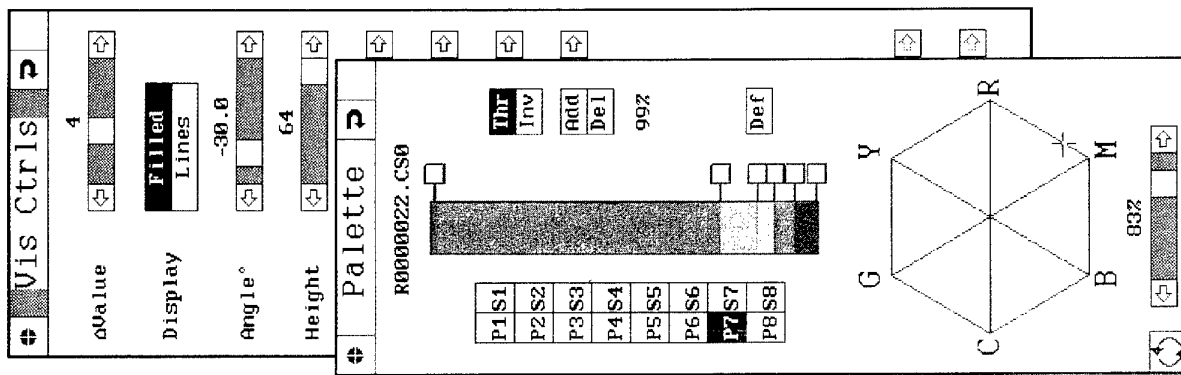 Vis Ctrls
ΔValue
4
Display
Filled
Lines
Angle°
-30.0
Height
64
Palette
R0000022.CS0
P1 S1
P2 S2
P3 S3
P4 S4
P5 S5
P6 S6
P7 S7
P8 S8
Thr
Inv
Add
Del
99%
Def
G
Y
C
R
B
M
83%